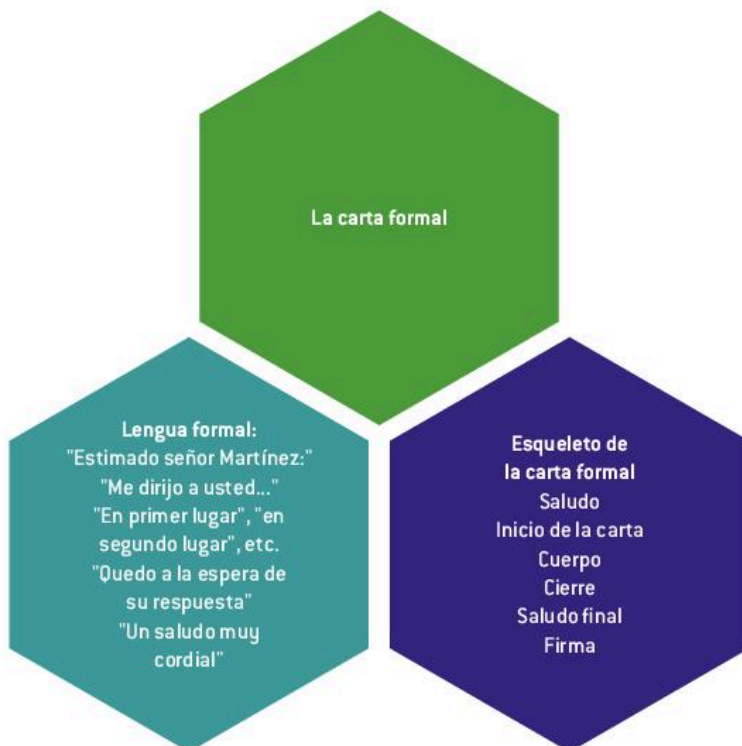 La carta formal
Lengua formal:
"Estimado señor Martínez:"
"Me dirijo a usted..."
"En primer lugar", "en
segundo lugar", etc.
"Quedo a la espera de
su respuesta"
"Un saludo muy
cordial"
Esqueleto de
la carta formal
Saludo
Inicio de la carta
Cuerpo
Cierre
Saludo final
Firma